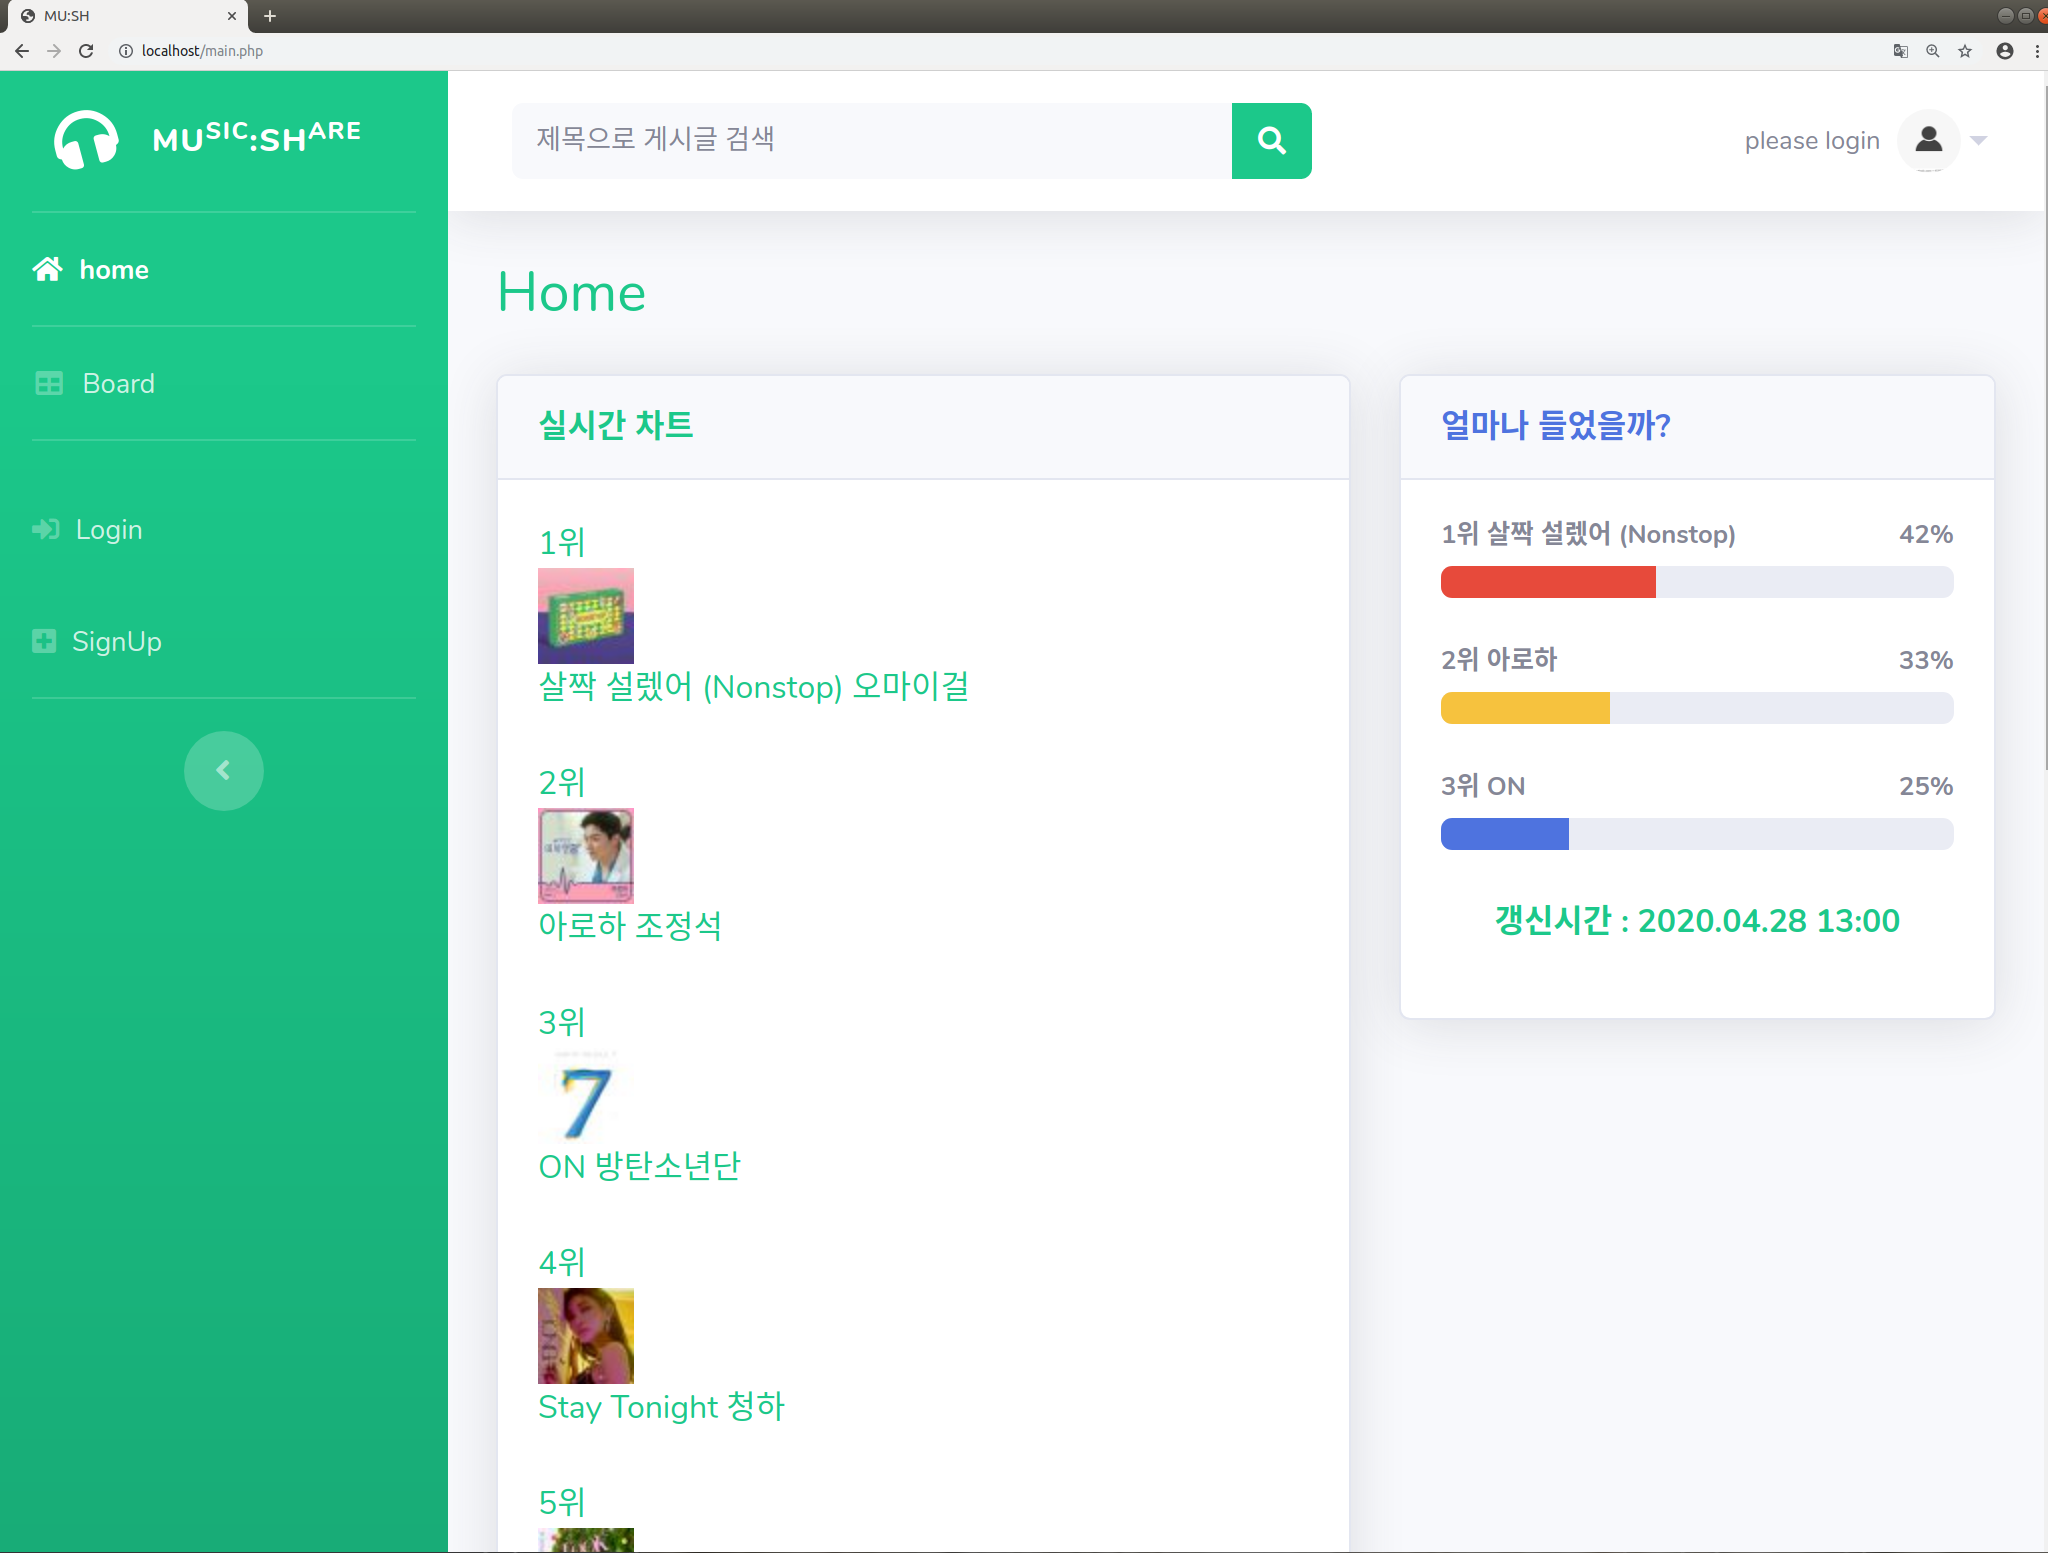 MU:SH
localhost/main.php
MUSIC:SHARE
제목으로 게시글 검색
please login
home
Board
Login
SignUp
Home
실시간 차트
1위
살짝 설렜어 (Nonstop) 오마이걸
2위
아로하 조정석
3위
7
ON 방탄소년단
4위
Stay Tonight 청하
5위
얼마나 들었을까?
1위 살짝 설렜어 (Nonstop) 42%
2위 아로하 33%
3위 ON 25%
갱신시간 : 2020.04.28 13:00